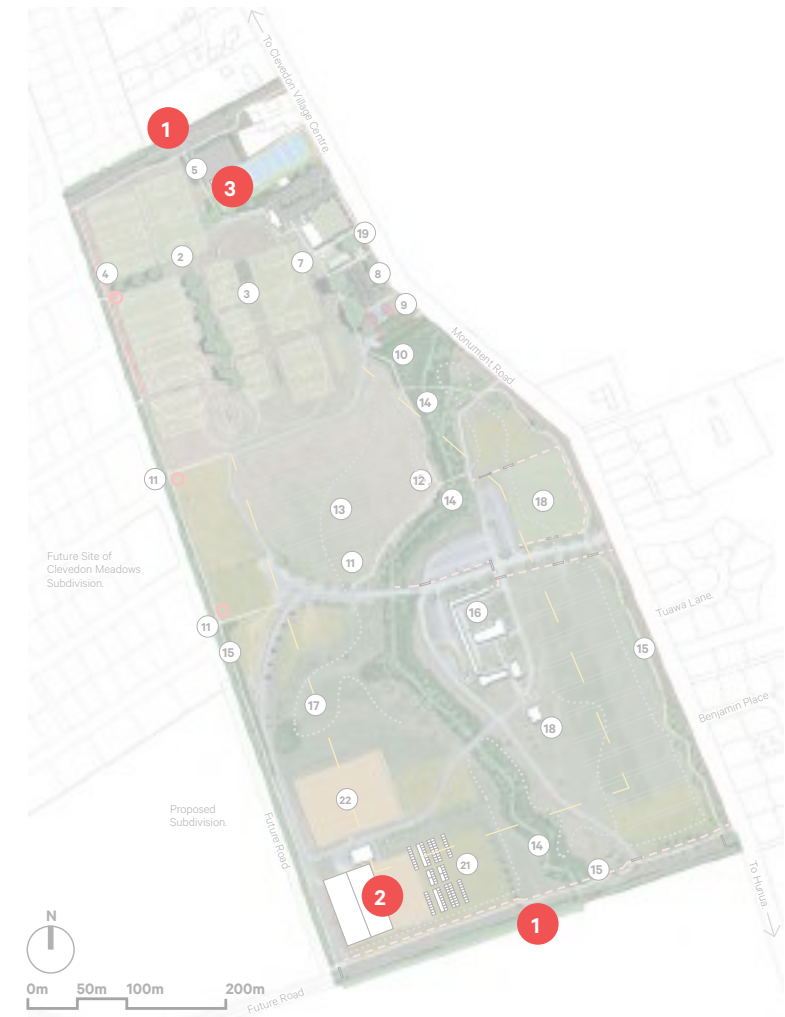 To Clevedon Village Centre
1
5
3
19
2
7
4
8
3
9
Monument Road
10
14
12
11
14
18
13
Future Site of
Clevedon Meadows
Subdivision.
11
16
Tuawa Lane.
11
15
15
Benjamin Place
17
18
22
Proposed
Subdivision.
Future Road
14
21
15
To Hunua.
2
1
N
0m 50m 100m 200m
Future Road